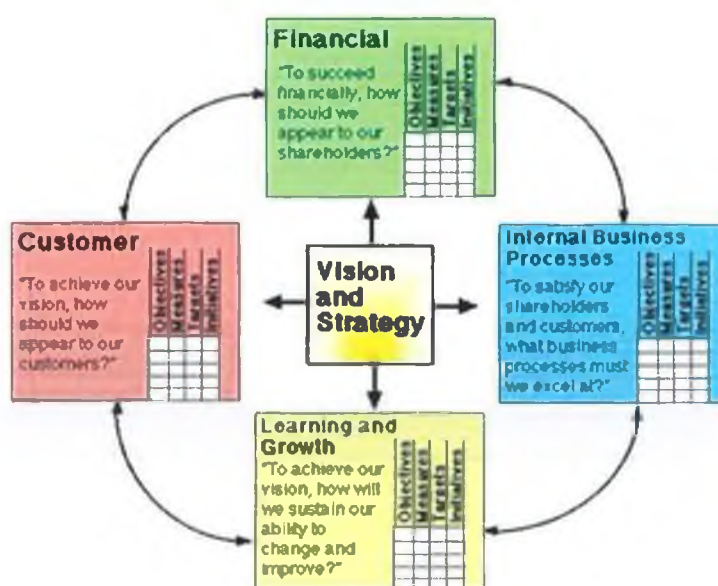 Financial
"To succeed
financially, how
should we
appear to our
shareholders?"
Objectives
Measures
Targets
Initiatives
Customer
"To achieve our
vision, how
should we
appear to our
customers?"
Objectives
Measures
Targets
Initiatives
Vision
and
Strategy
Internal Business
Processes
"To satisfy our
shareholders
and customers,
what business
processes must
we excel at?"
Objectives
Measures
Targets
Initiatives
Learning and
Growth
"To achieve our
vision, how will
we sustain our
ability to
change and
improve?"
Objectives
Measures
Targets
Initiatives